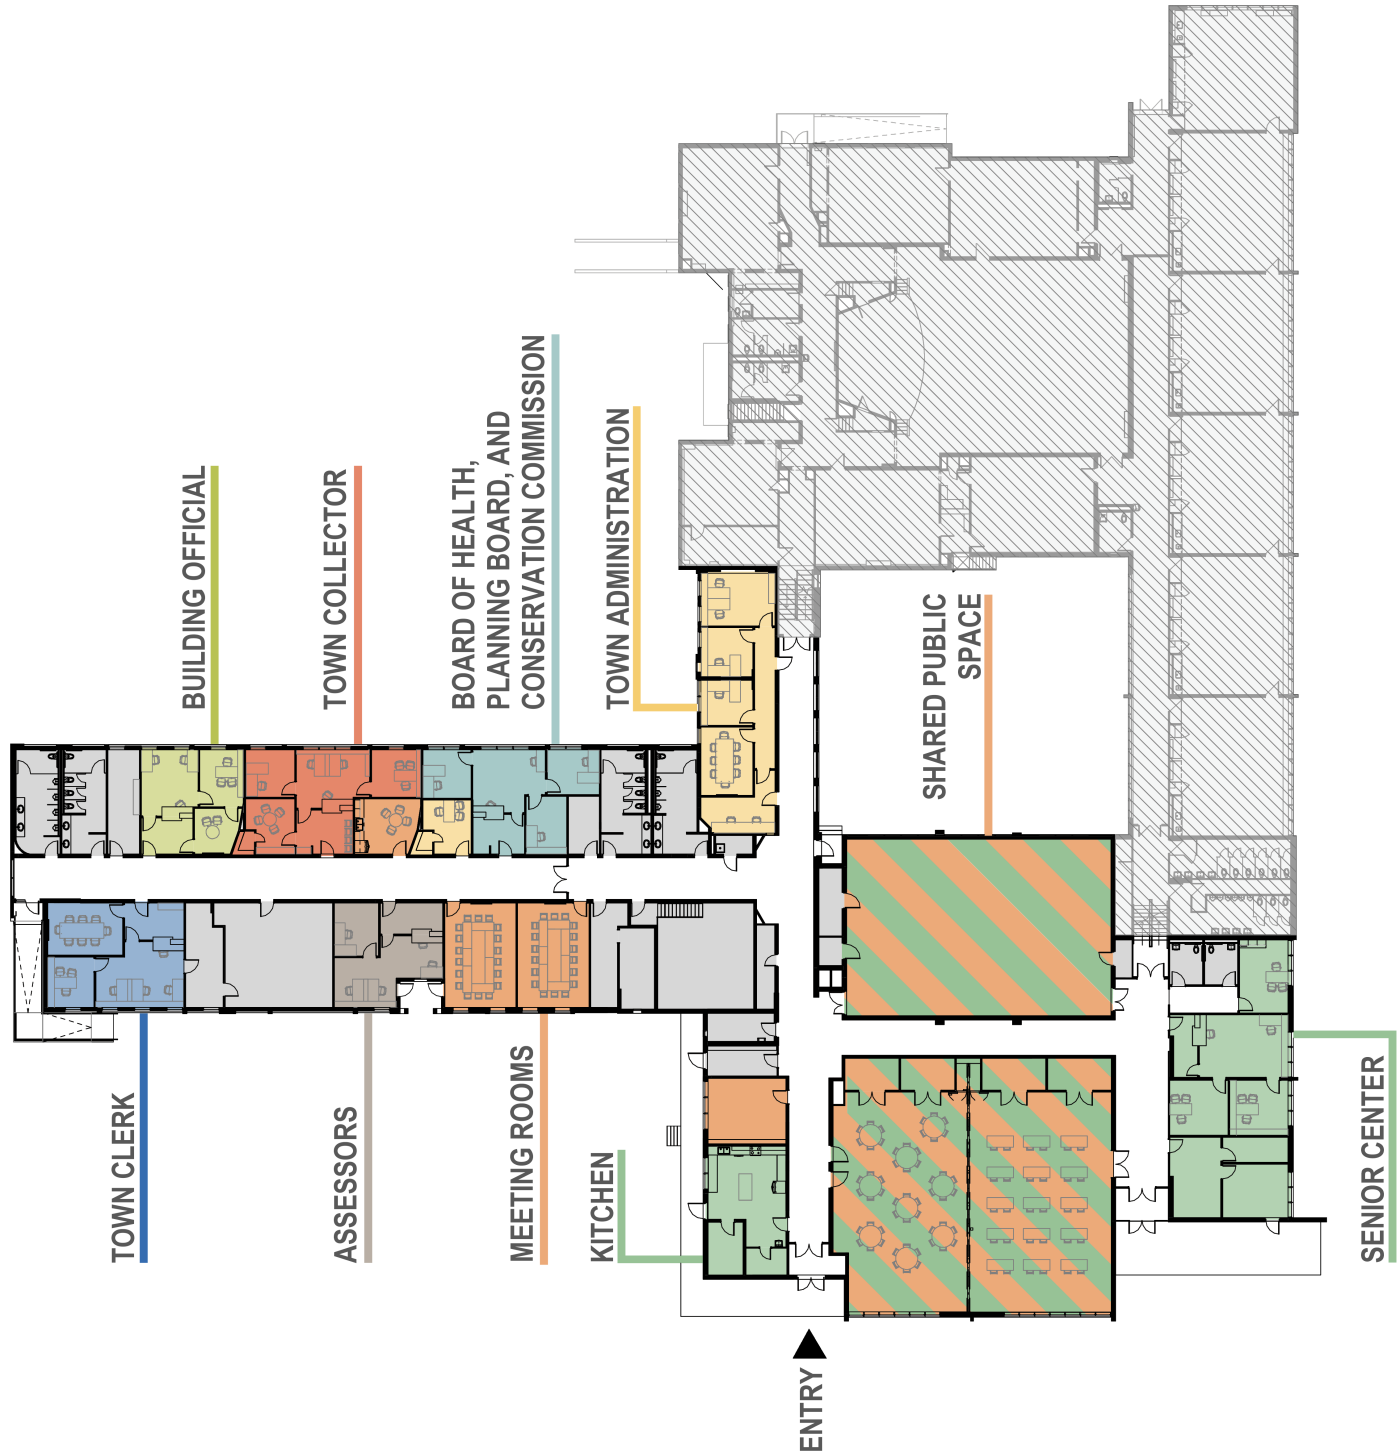 BUILDING OFFICIAL
TOWN COLLECTOR
BOARD OF HEALTH,
PLANNING BOARD, AND
CONSERVATION COMMISSION
TOWN ADMINISTRATION
SHARED PUBLIC
SPACE
TOWN CLERK
ASSESSORS
MEETING ROOMS
KITCHEN
SENIOR CENTER
ENTRY